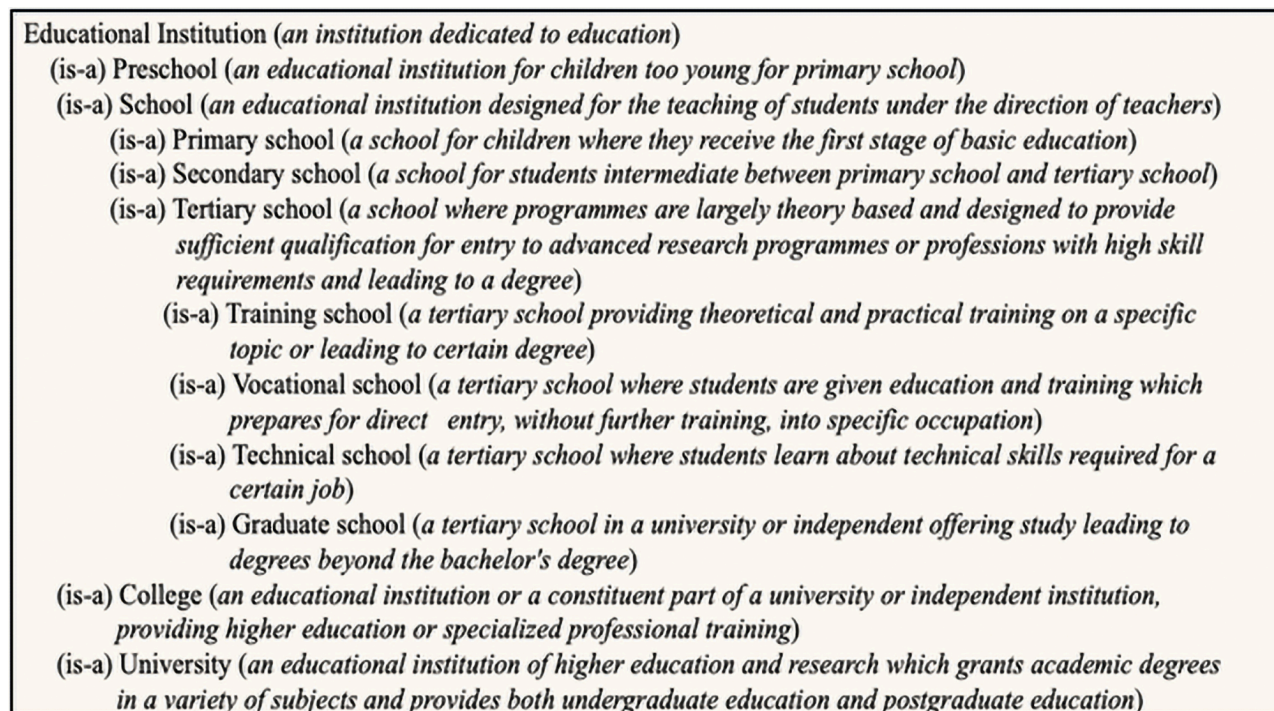 Educational Institution (an institution dedicated to education)
(is-a) Preschool (an educational institution for children too young for primary school)
(is-a) School (an educational institution designed for the teaching of students under the direction of teachers)
(is-a) Primary school (a school for children where they receive the first stage of basic education)
(is-a) Secondary school (a school for students intermediate between primary school and tertiary school)
(is-a) Tertiary school (a school where programmes are largely theory based and designed to provide
sufficient qualification for entry to advanced research programmes or professions with high skill
requirements and leading to a degree)
(is-a) Training school (a tertiary school providing theoretical and practical training on a specific
topic or leading to certain degree)
(is-a) Vocational school (a tertiary school where students are given education and training which
prepares for direct entry, without further training, into specific occupation)
(is-a) Technical school (a tertiary school where students learn about technical skills required for a
certain job)
(is-a) Graduate school (a tertiary school in a university or independent offering study leading to
degrees beyond the bachelor's degree)
(is-a) College (an educational institution or a constituent part of a university or independent institution,
providing higher education or specialized professional training)
(is-a) University (an educational institution of higher education and research which grants academic degrees
in a variety of subjects and provides both undergraduate education and postgraduate education)